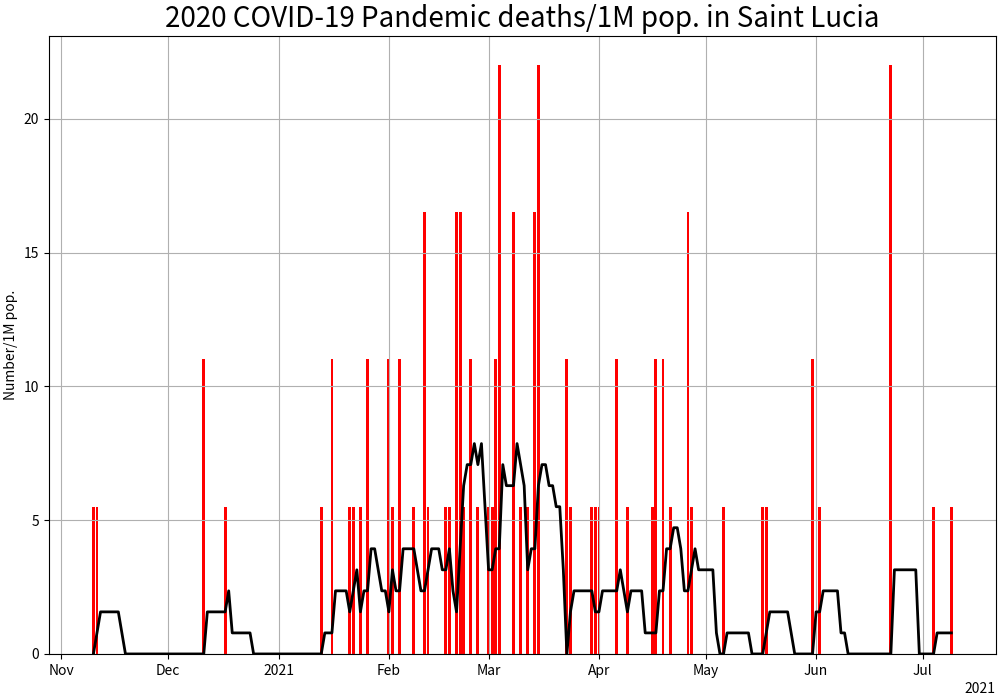 2020 COVID-19 Pandemic deaths/1M pop. in Saint Lucia
Number/1M pop.
20
15
10
5
0
Nov Dec 2021 Feb Mar Apr May Jun Jul
2021